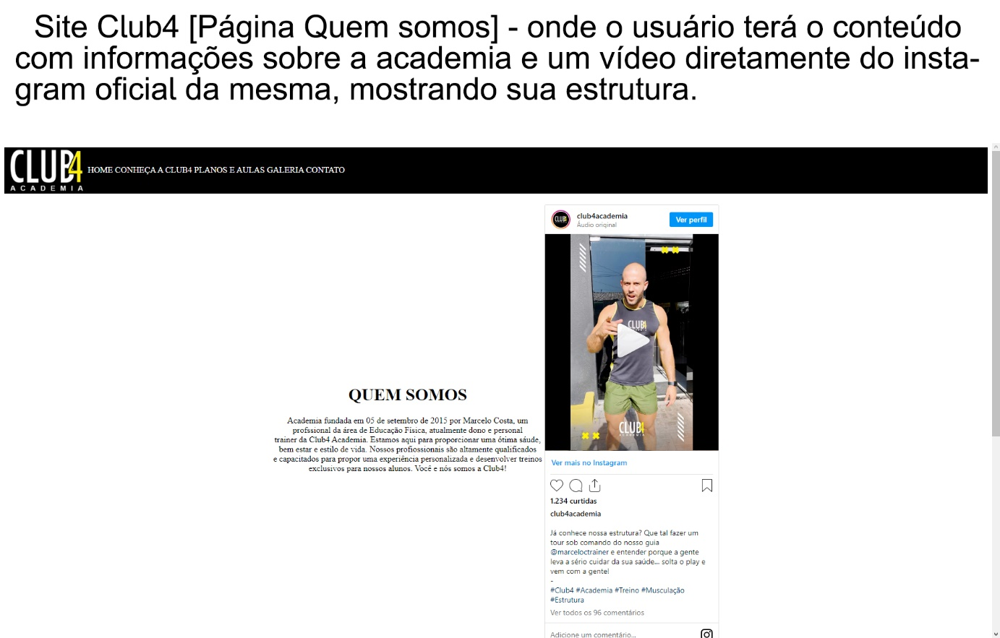 Site Club4 [Página Quem somos] - onde o usuário terá o conteúdo
com informações sobre a academia e um vídeo diretamente do insta-
gram oficial da mesma, mostrando sua estrutura.
CLUB4
ACADEMIA
HOME CONHEÇA A CLUB4 PLANOS E AULAS GALERIA CONTATO
QUEM SOMOS
Academia fundada em 05 de setembro de 2015 por Marcelo Costa, um
profssional da área de Educação Física, atualmente dono e personal
trainer da Club4 Academia. Estamos aqui para proporcionar uma ótima sáude,
bem estar e estilo de vida. Nossos profiossionais são altamente qualificados
e capacitados para propor uma experiência personalizada e desenvolver treinos
exclusivos para nossos alunos. Você e nós somos a Club4!
CLUB4
club4academia
Áudio original
Ver perfil
CLUB4
CLUB4
ACADEMIA
Ver mais no Instagram
1.234 curtidas
club4academia
Já conhece nossa estrutura? Que tal fazer um
tour sob comando do nosso guia
@marceloctrainer e entender porque a gente
leva a sério cuidar da sua saúde... solta o play e
vem com a gente!
-
#Club4 #Academia #Treino #Musculação
#Estrutura
Ver todos os 96 comentários
Adicione um comentário...